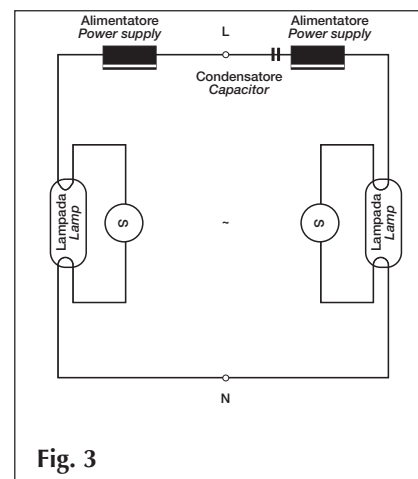 Alimentatore
Power supply
L
Alimentatore
Power supply
Condensatore
Capacitor
Lampada
Lamp
S
~
S
Lampada
Lamp
N
Fig. 3